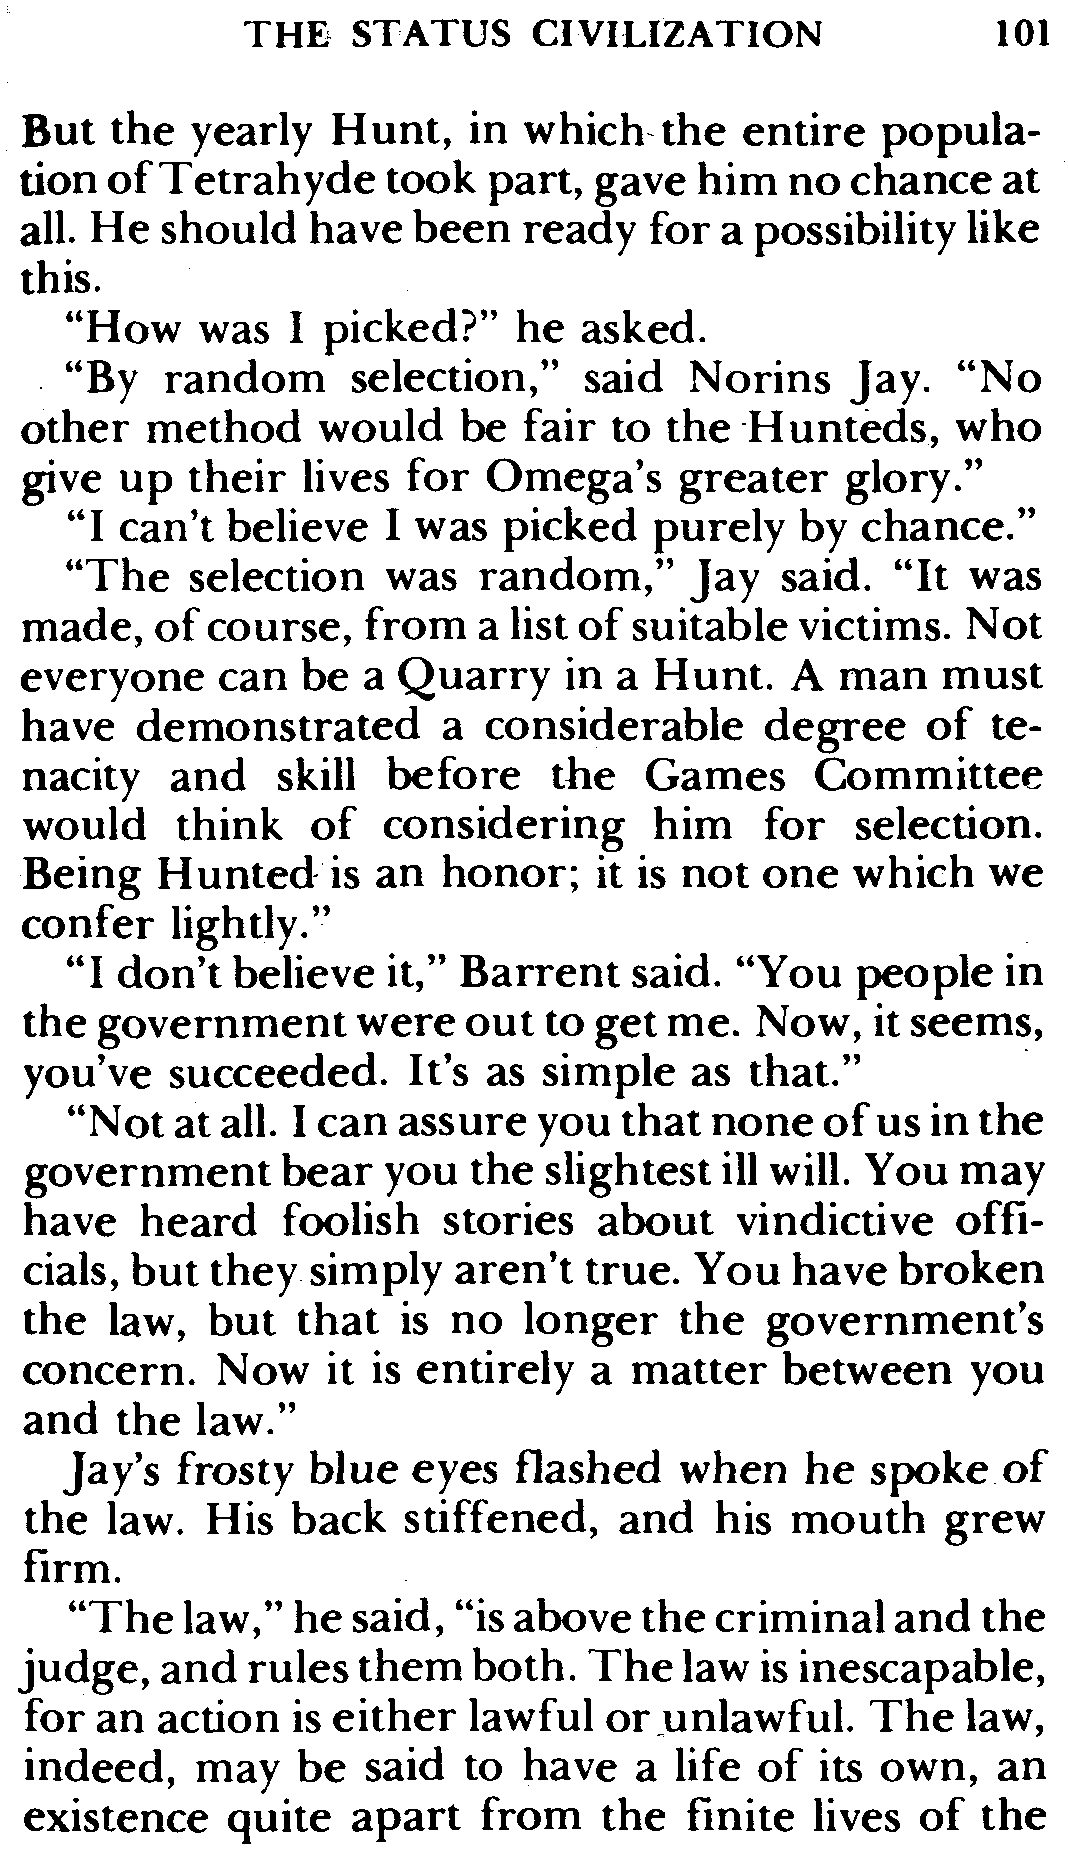 THE STATUS CIVILIZATION 101
But the yearly Hunt, in which the entire popula-
tion of Tetrahyde took part, gave him no chance at
all. He should have been ready for a possibility like
this.
“How was I picked?” he asked.
“By random selection,” said Norins Jay. “No
other method would be fair to the Hunteds, who
give up their lives for Omega's greater glory.”
“I can't believe I was picked purely by chance.”
“The selection was random,” Jay said. “It was
made, of course, from a list of suitable victims. Not
everyone can be a Quarry in a Hunt. A man must
have demonstrated a considerable degree of te-
nacity and skill before the Games Committee
would think of considering him for selection.
Being Hunted is an honor; it is not one which we
confer lightly.”
“I don't believe it,” Barrent said. “You people in
the government were out to get me. Now, it seems,
you've succeeded. It's as simple as that.”
“Not at all. I can assure you that none of us in the
government bear you the slightest ill will. You may
have heard foolish stories about vindictive offi-
cials, but they simply aren't true. You have broken
the law, but that is no longer the government's
concern. Now it is entirely a matter between you
and the law.”
Jay's frosty blue eyes flashed when he spoke of
the law. His back stiffened, and his mouth grew
firm.
“The law,” he said, “is above the criminal and the
judge, and rules them both. The law is inescapable,
for an action is either lawful or unlawful. The law,
indeed, may be said to have a life of its own, an
existence quite apart from the finite lives of the